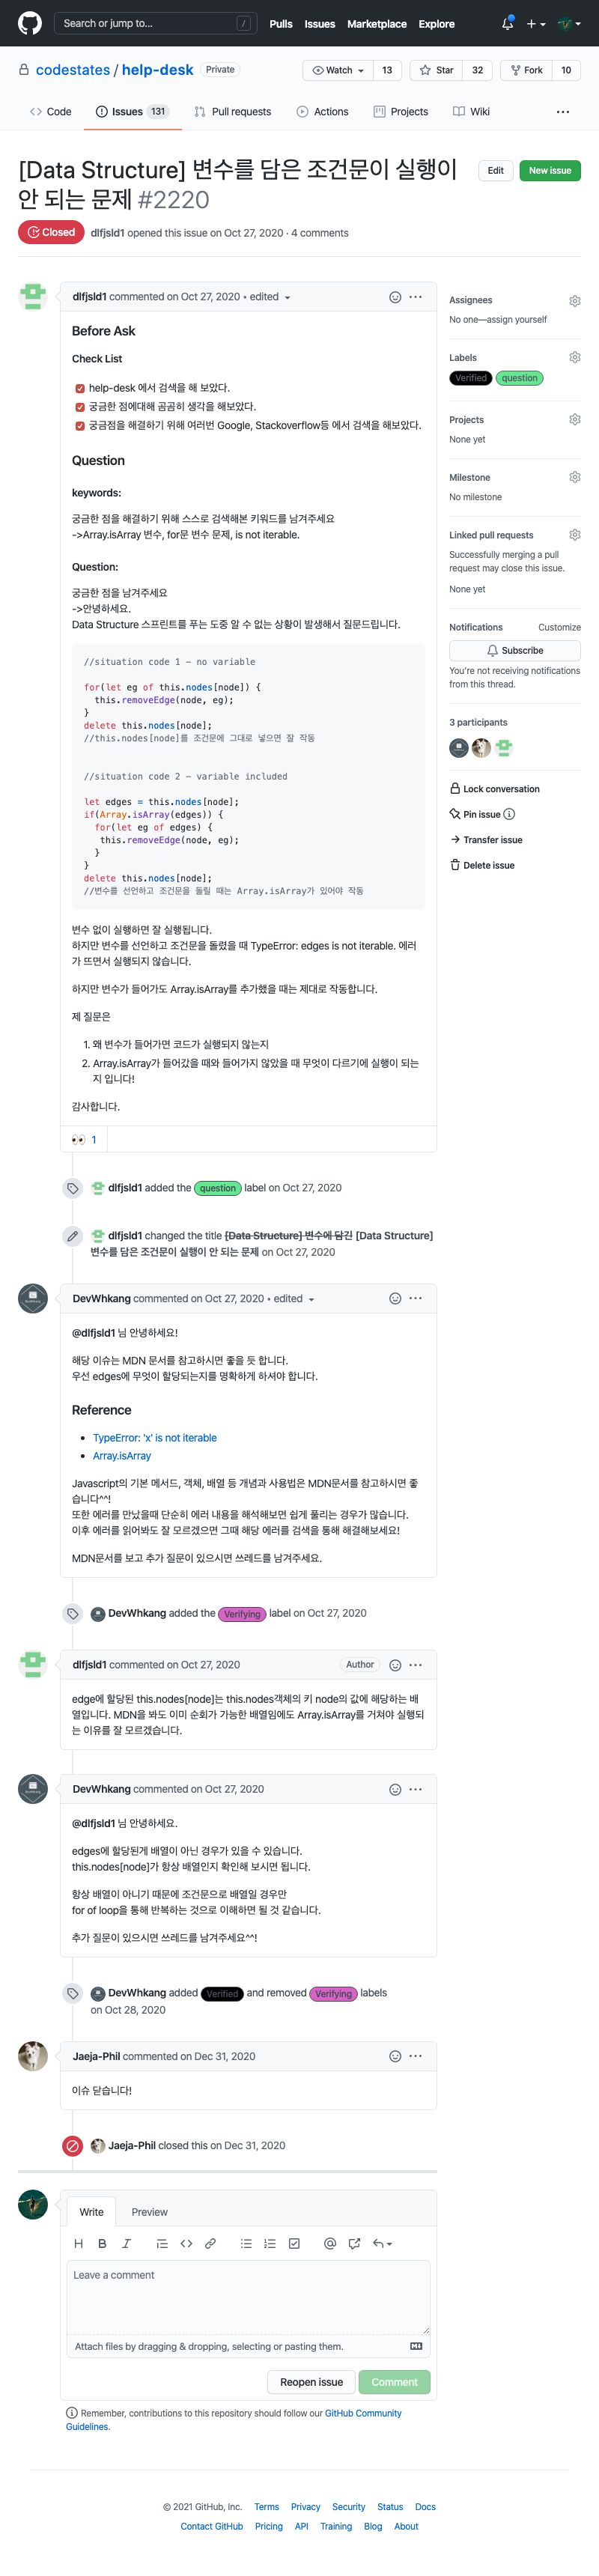 Search or jump to…
/
Pulls
Issues
Marketplace
Explore
codestates / help-desk
Private
Watch
13
Star
32
Fork
10
Code
Issues 131
Pull requests
Actions
Projects
Wiki
[Data Structure] 변수를 담은 조건문이 실행이
안 되는 문제 #2220
Edit
New issue
Closed
dlfjsld1 opened this issue on Oct 27, 2020 · 4 comments
dlfjsld1 commented on Oct 27, 2020 • edited
Before Ask
Check List
help-desk 에서 검색을 해 보았다.
궁금한 점에대해 곰곰히 생각을 해보았다.
궁금점을 해결하기 위해 여러번 Google, Stackoverflow등 에서 검색을 해보았다.
Question
keywords:
궁금한 점을 해결하기 위해 스스로 검색해본 키워드를 남겨주세요
->Array.isArray 변수, for문 변수 문제, is not iterable.
Question:
궁금한 점을 남겨주세요
->안녕하세요.
Data Structure 스프린트를 푸는 도중 알 수 없는 상황이 발생해서 질문드립니다.
//situation code 1 - no variable
for(let eg of this.nodes[node]) {
this.removeEdge(node, eg);
}
delete this.nodes[node];
//this.nodes[node]를 조건문에 그대로 넣으면 잘 작동
//situation code 2 - variable included
let edges = this.nodes[node];
if(Array.isArray(edges)) {
for(let eg of edges) {
this.removeEdge(node, eg);
}
}
delete this.nodes[node];
//변수를 선언하고 조건문을 돌릴 때는 Array.isArray가 있어야 작동
변수 없이 실행하면 잘 실행됩니다.
하지만 변수를 선언하고 조건문을 돌렸을 때 TypeError: edges is not iterable. 에러
가 뜨면서 실행되지 않습니다.
하지만 변수가 들어가도 Array.isArray를 추가했을 때는 제대로 작동합니다.
제 질문은
1. 왜 변수가 들어가면 코드가 실행되지 않는지
2. Array.isArray가 들어갔을 때와 들어가지 않았을 때 무엇이 다르기에 실행이 되는
지 입니다!
감사합니다.
👀 1
dlfjsld1 added the question label on Oct 27, 2020
dlfjsld1 changed the title [Data Structure] 변수에 담긴 [Data Structure]
변수를 담은 조건문이 실행이 안 되는 문제 on Oct 27, 2020
DevWhkang commented on Oct 27, 2020 • edited
@dlfjsld1 님 안녕하세요!
해당 이슈는 MDN 문서를 참고하시면 좋을 듯 합니다.
우선 edges에 무엇이 할당되는지를 명확하게 하셔야 합니다.
Reference
• TypeError: 'x' is not iterable
• Array.isArray
Javascript의 기본 메서드, 객체, 배열 등 개념과 사용법은 MDN문서를 참고하시면 좋
습니다^^!
또한 에러를 만났을때 단순히 에러 내용을 해석해보면 쉽게 풀리는 경우가 많습니다.
이후 에러를 읽어봐도 잘 모르겠으면 그때 해당 에러를 검색을 통해 해결해보세요!
MDN문서를 보고 추가 질문이 있으시면 쓰레드를 남겨주세요.
DevWhkang added the Verifying label on Oct 27, 2020
dlfjsld1 commented on Oct 27, 2020
Author
edge에 할당된 this.nodes[node]는 this.nodes객체의 키 node의 값에 해당하는 배
열입니다. MDN을 봐도 이미 순회가 가능한 배열임에도 Array.isArray를 거쳐야 실행되
는 이유를 잘 모르겠습니다.
DevWhkang commented on Oct 27, 2020
@dlfjsld1 님 안녕하세요.
edges에 할당된게 배열이 아닌 경우가 있을 수 있습니다.
this.nodes[node]가 항상 배열인지 확인해 보시면 됩니다.
항상 배열이 아니기 때문에 조건문으로 배열일 경우만
for of loop을 통해 반복하는 것으로 이해하면 될 것 같습니다.
추가 질문이 있으시면 쓰레드를 남겨주세요^^!
DevWhkang added Verified and removed Verifying labels
on Oct 28, 2020
Jaeja-Phil commented on Dec 31, 2020
이슈 닫습니다!
Jaeja-Phil closed this on Dec 31, 2020
Write
Preview
Leave a comment
Attach files by dragging & dropping, selecting or pasting them.
Reopen issue
Comment
Remember, contributions to this repository should follow our GitHub Community
Guidelines.
Assignees
No one—assign yourself
Labels
Verified
question
Projects
None yet
Milestone
No milestone
Linked pull requests
Successfully merging a pull
request may close this issue.
None yet
Notifications
Customize
Subscribe
You're not receiving notifications
from this thread.
3 participants
Lock conversation
Pin issue
Transfer issue
Delete issue
© 2021 GitHub, Inc.
Terms
Privacy
Security
Status
Docs
Contact GitHub
Pricing
API
Training
Blog
About